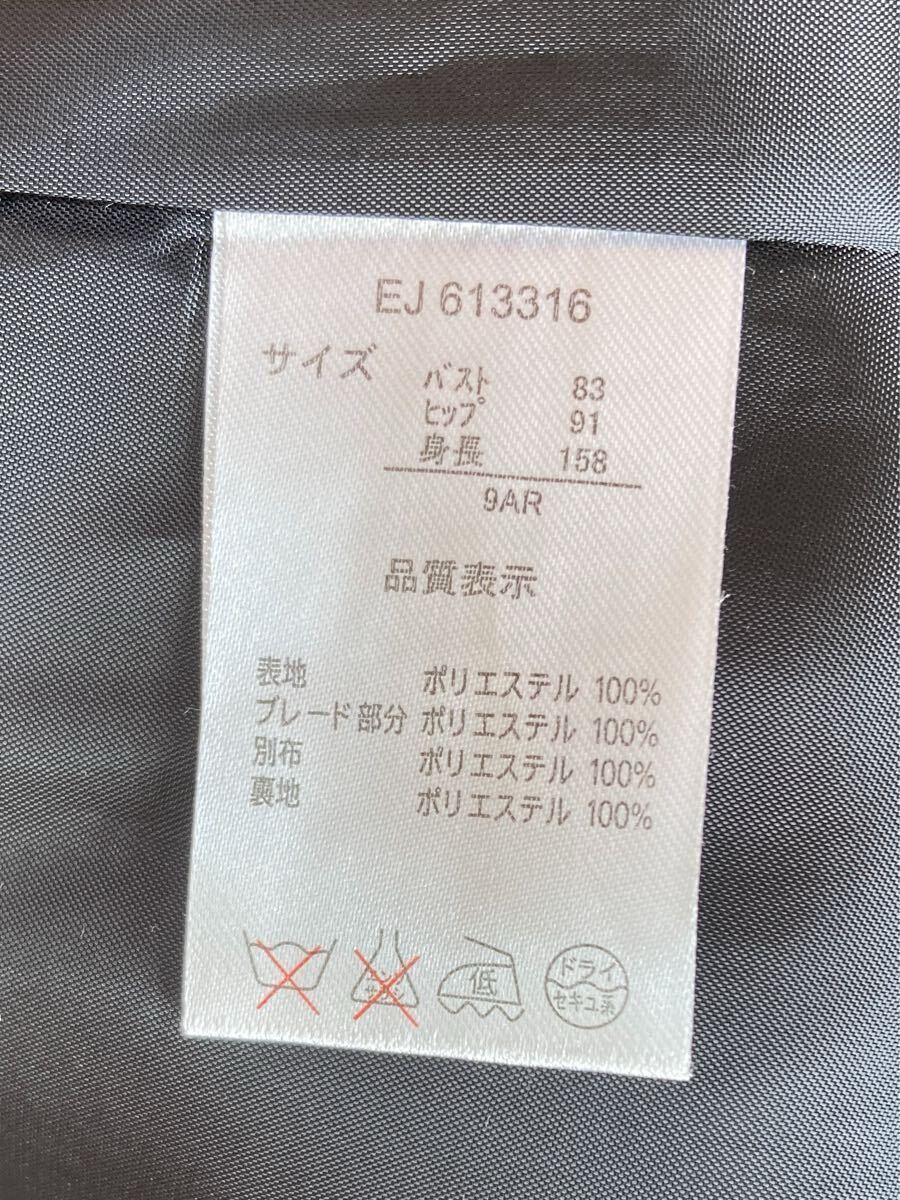 EJ 613316
サイズ
バスト 83
ヒップ 91
身長 158
9AR
品質表示
表地 ポリエステル 100%
ブレード部分 ポリエステル 100%
別布 ポリエステル 100%
裏地 ポリエステル 100%
低
ドライ
セキユ系